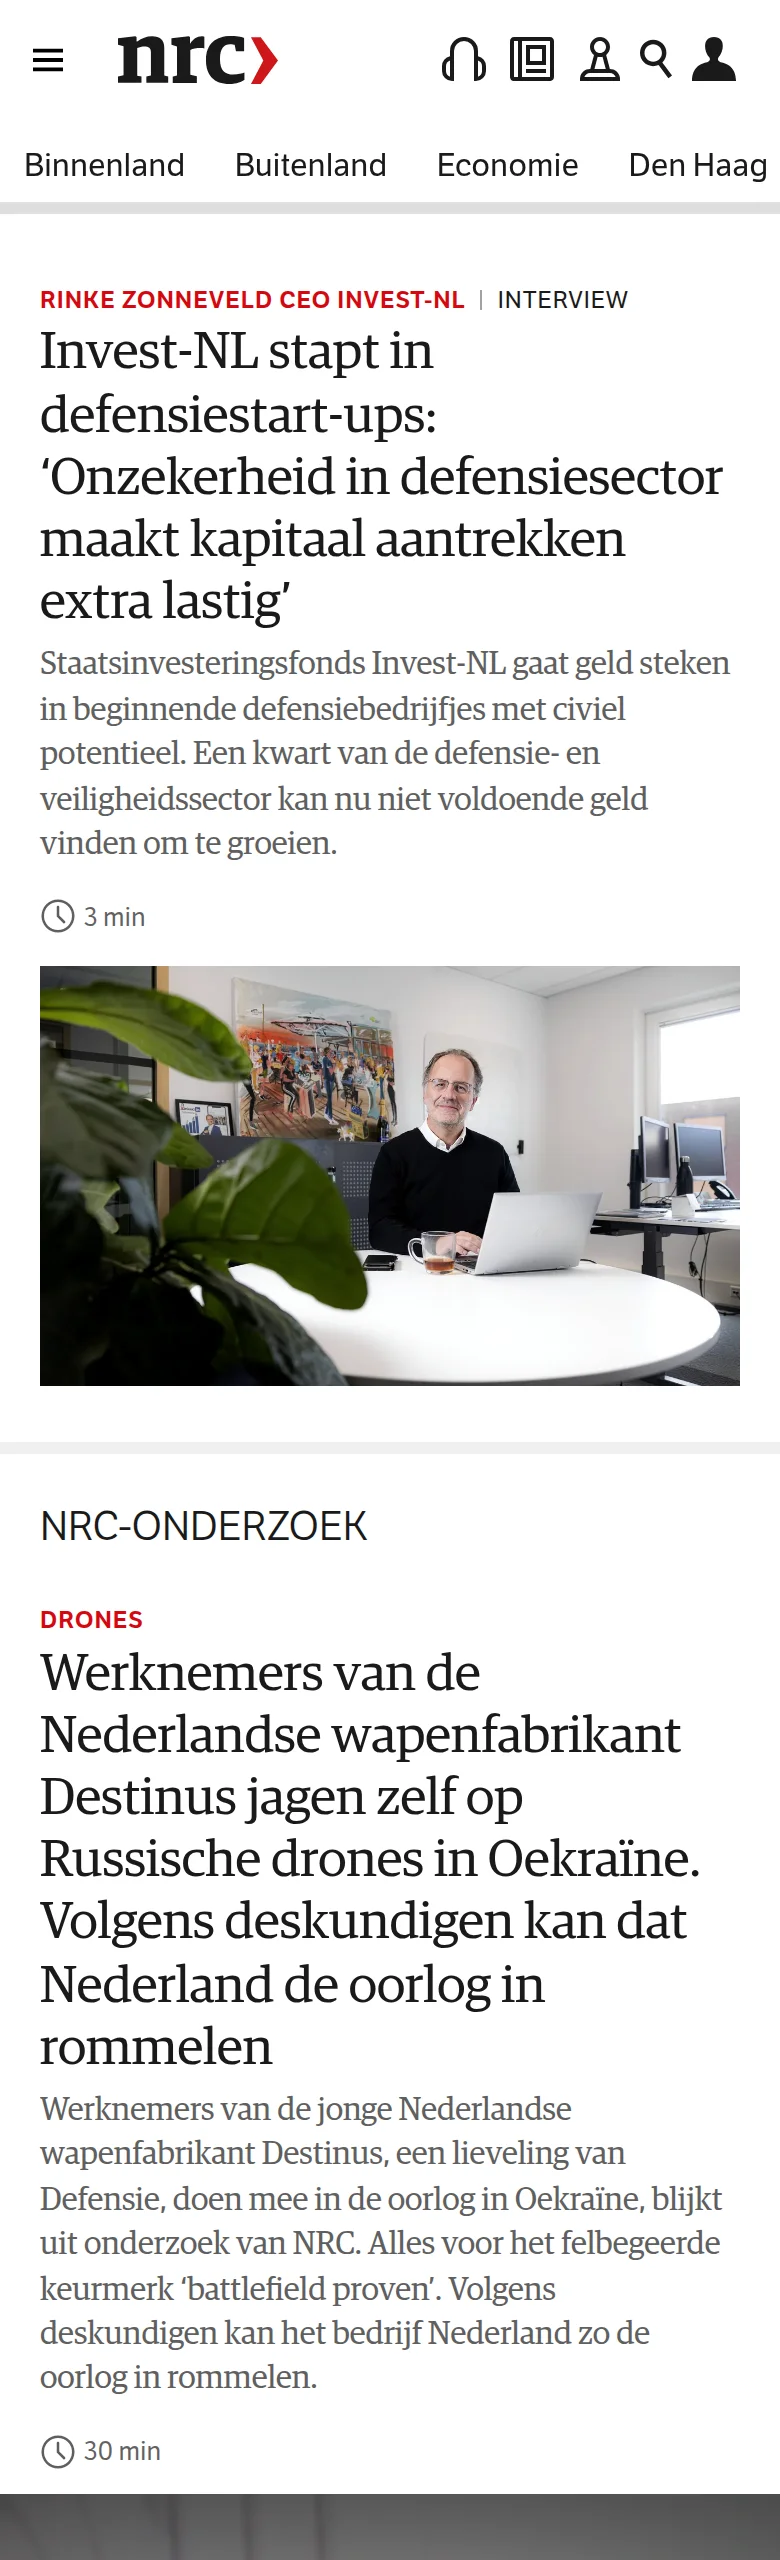 nrc
Binnenland Buitenland Economie Den Haag
RINKE ZONNEVELD CEO INVEST-NL | INTERVIEW
Invest-NL stapt in
defensiestart-ups:
‘Onzekerheid in defensiesector
maakt kapitaal aantrekken
extra lastig’
Staatsinvesteringsfonds Invest-NL gaat geld steken
in beginnende defensiebedrijfjes met civiel
potentieel. Een kwart van de defensie- en
veiligheidssector kan nu niet voldoende geld
vinden om te groeien.
3 min
NRC-ONDERZOEK
DRONES
Werknemers van de
Nederlandse wapenfabrikant
Destinus jagen zelf op
Russische drones in Oekraïne.
Volgens deskundigen kan dat
Nederland de oorlog in
rommelen
Werknemers van de jonge Nederlandse
wapenfabrikant Destinus, een lieveling van
Defensie, doen mee in de oorlog in Oekraïne, blijkt
uit onderzoek van NRC. Alles voor het felbegeerde
keurmerk ‘battlefield proven’. Volgens
deskundigen kan het bedrijf Nederland zo de
oorlog in rommelen.
30 min